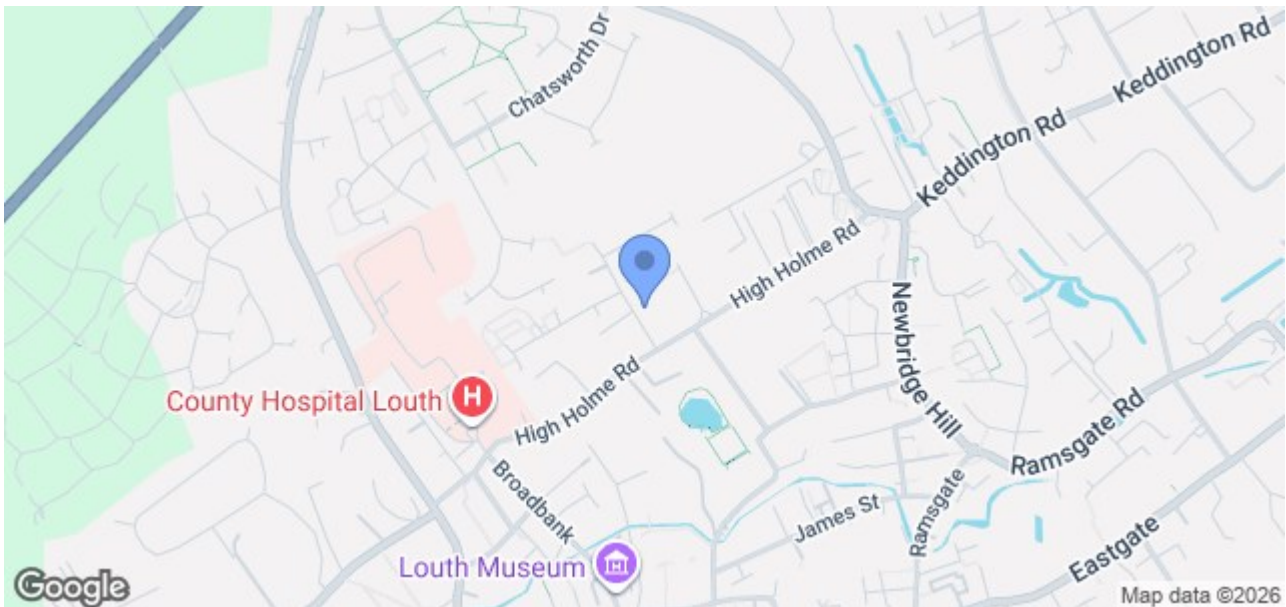 Chatsworth Dr
Keddington Rd
Keddington Rd
High Holme Rd
Newbridge Hill
High Holme Rd
County Hospital Louth
H
Ramsgate Rd
Broadbank
James St
Ramsgate
Eastgate
Louth Museum
Google
Map data ©2026